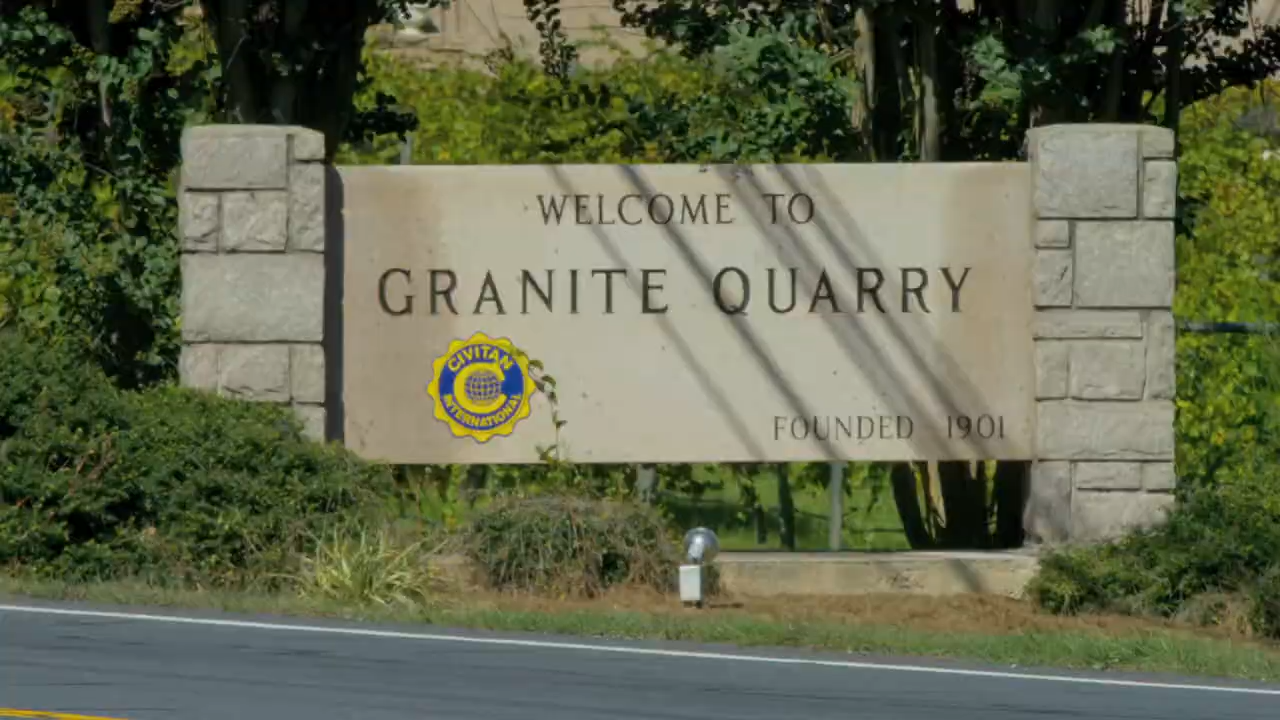 WELCOME TO
GRANITE QUARRY
CIVITAN
INTERNATIONAL
FOUNDED 1901